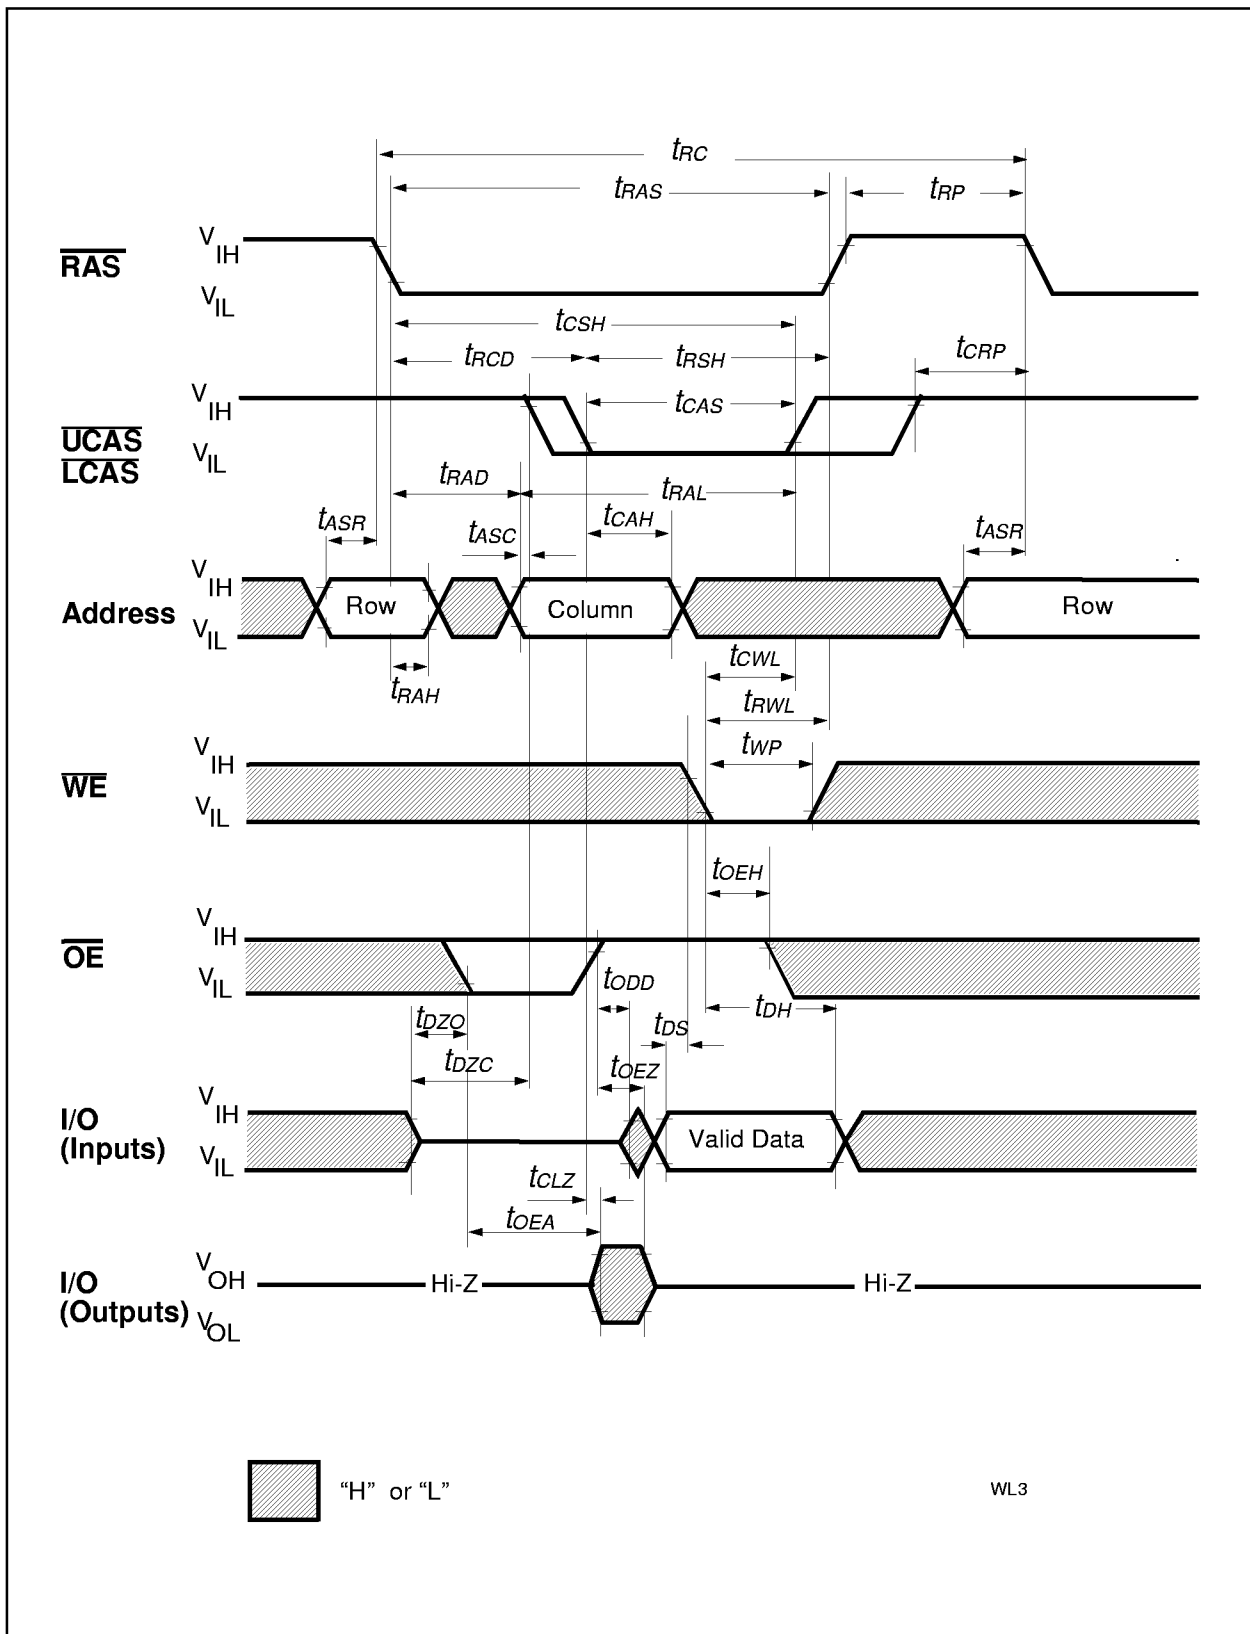 tRC
tRAS
tRP
RAS
VIH
VIL
tCSH
tRCD
tRSH
tCRP
VIH
tCAS
UCAS
LCAS
VIL
tRAD
tRAL
tASR
tASC
tCAH
tASR
Address
VIH
Row
Column
Row
VIL
tCWL
tRAH
tRWL
tWP
WE
VIH
VIL
tOEH
OE
VIH
VIL
tODD
tDZO
tDS
tDH
tDZC
tOEZ
I/O
(Inputs)
VIH
Valid Data
VIL
tCLZ
tOEA
I/O
(Outputs)
VOH
Hi-Z
Hi-Z
VOL
“H” or “L”
WL3